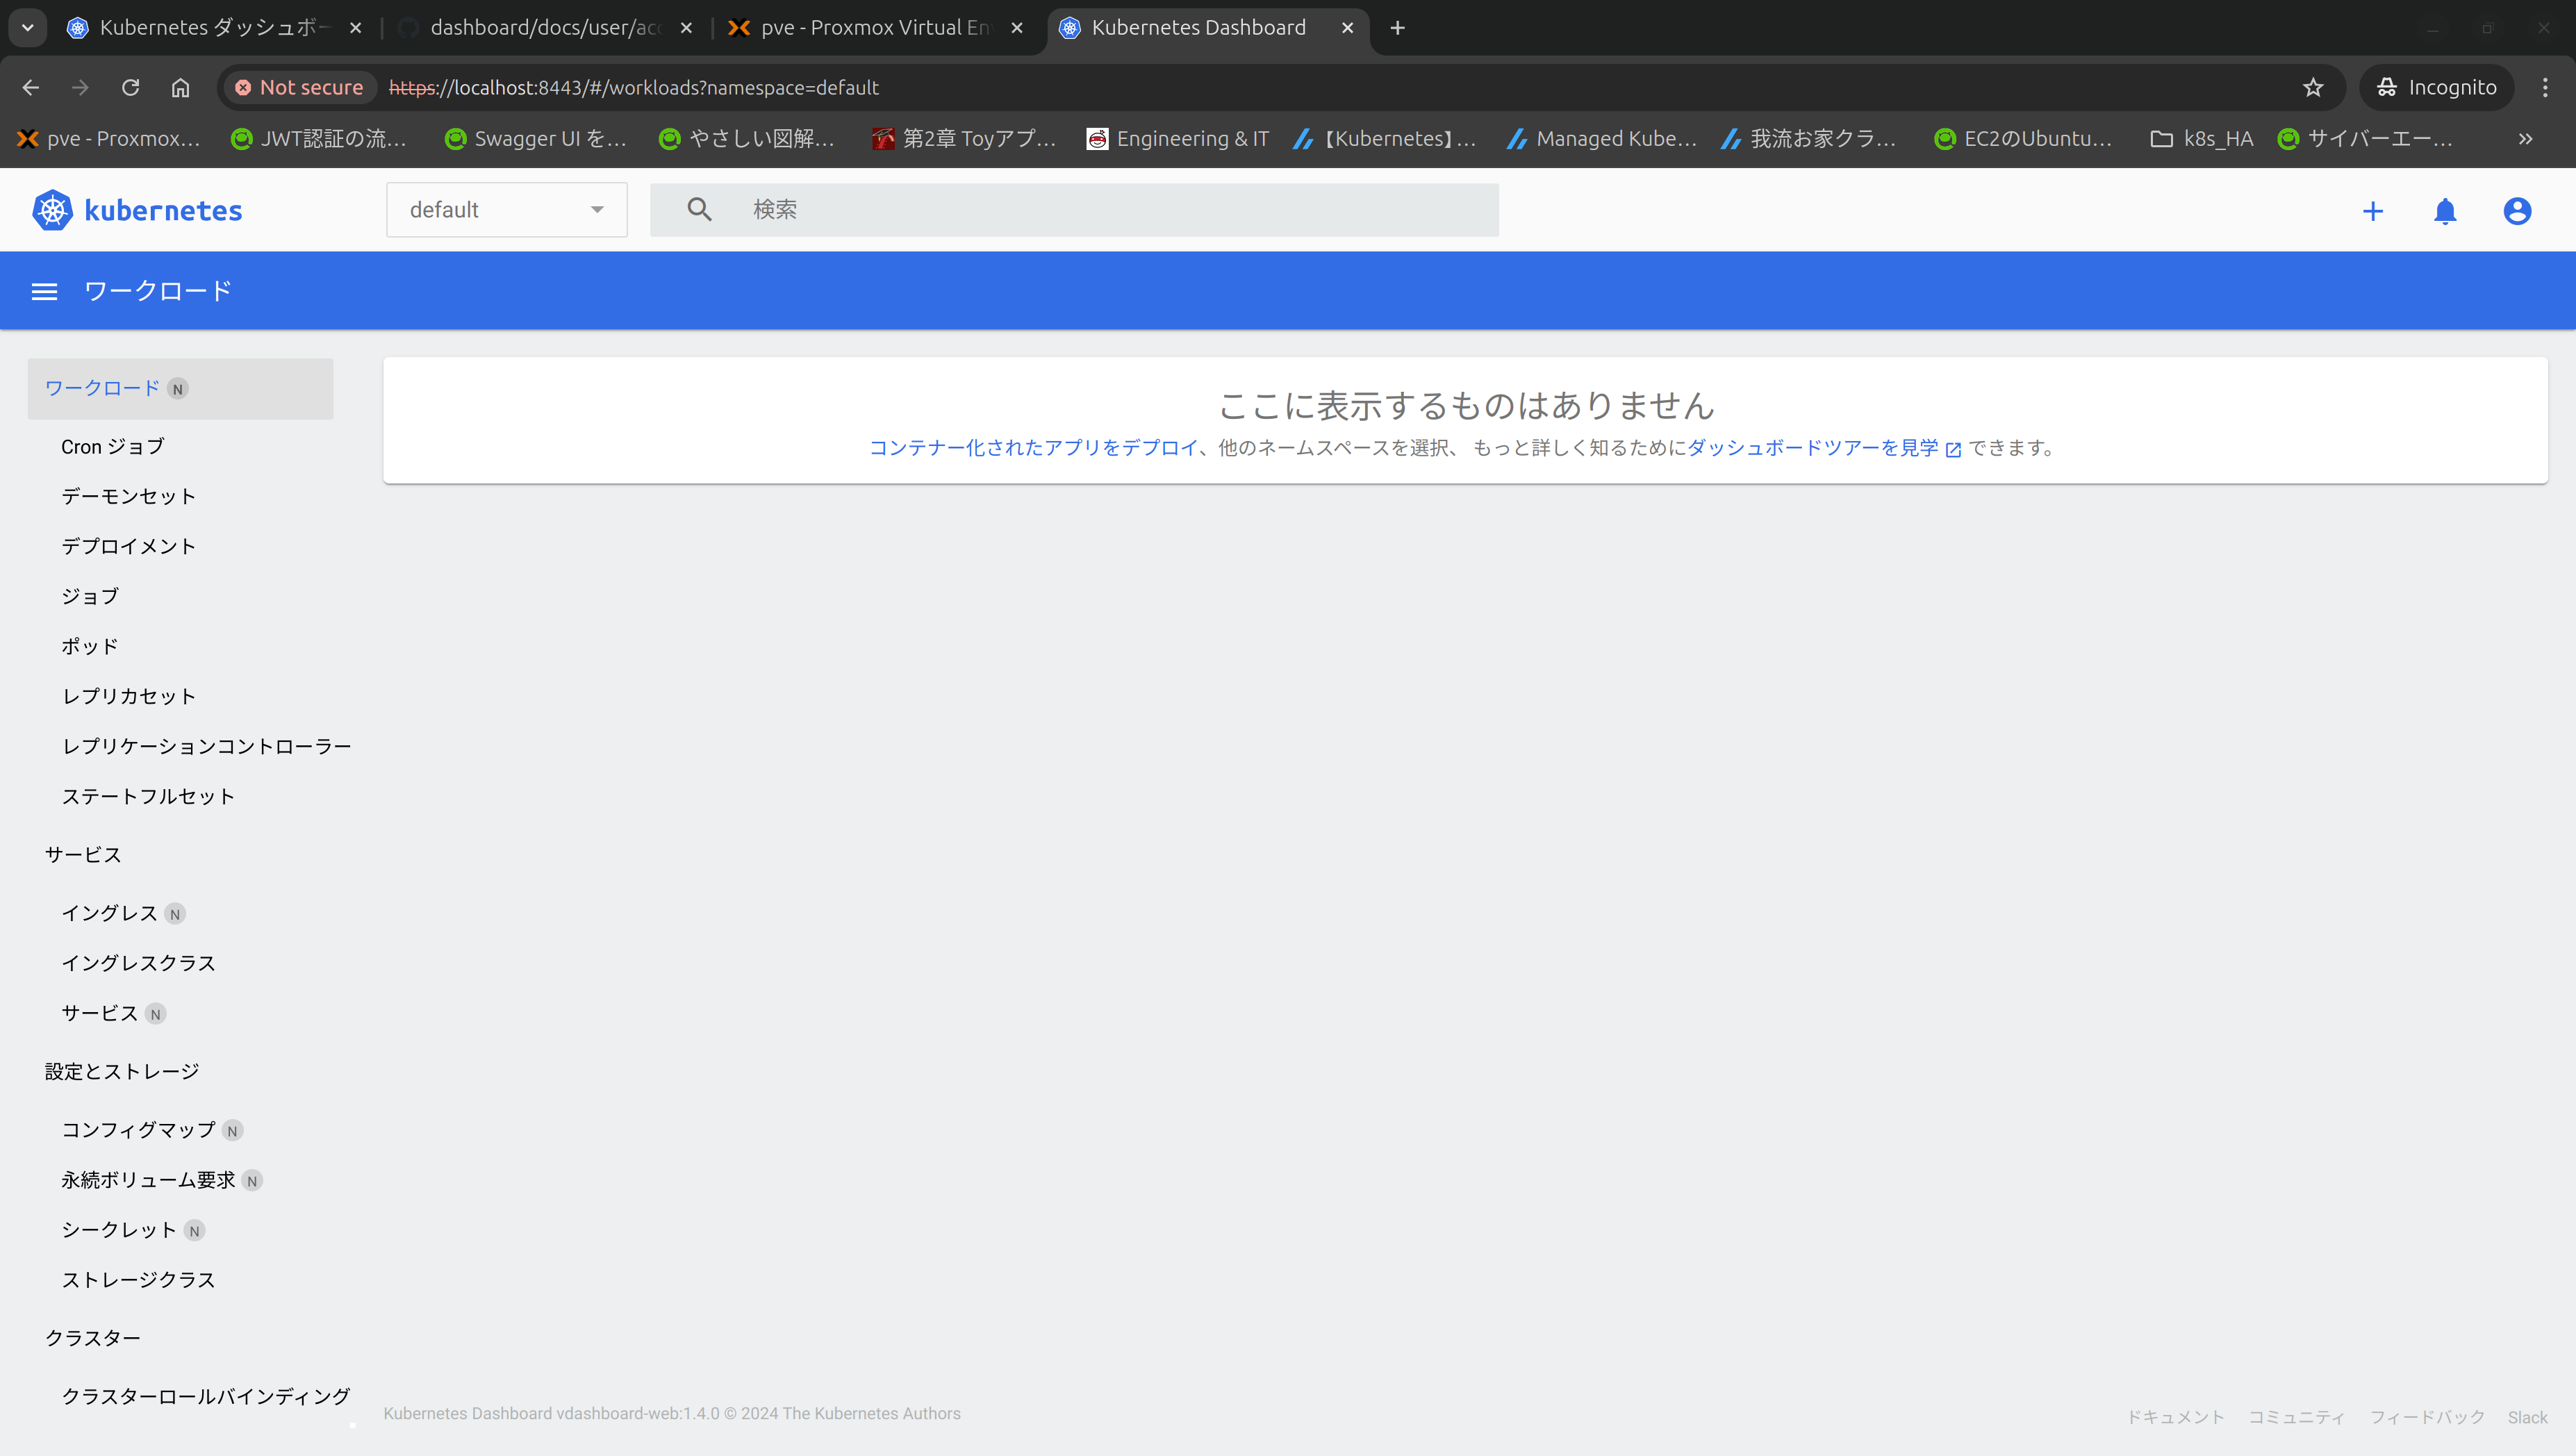 Kubernetes ダッシュボー
dashboard/docs/user/acc
pve - Proxmox Virtual En
Kubernetes Dashboard
Not secure https://localhost:8443/#/workloads?namespace=default
Incognito
pve - Proxmox…
JWT認証の流…
Swagger UI を…
やさしい図解…
第2章 Toyアプ…
Engineering & IT
【Kubernetes】…
Managed Kube…
我流お家クラ…
EC2のUbuntu…
k8s_HA
サイバーエー…
kubernetes
default
検索
ワークロード
ワークロード N
Cron ジョブ
デーモンセット
デプロイメント
ジョブ
ポッド
レプリカセット
レプリケーションコントローラー
ステートフルセット
サービス
イングレス N
イングレスクラス
サービス N
設定とストレージ
コンフィグマップ N
永続ボリューム要求 N
シークレット N
ストレージクラス
クラスター
クラスターロールバインディング
ここに表示するものはありません
コンテナー化されたアプリをデプロイ、他のネームスペースを選択、 もっと詳しく知るためにダッシュボードツアーを見学 できます。
Kubernetes Dashboard vdashboard-web:1.4.0 © 2024 The Kubernetes Authors
ドキュメント
コミュニティ
フィードバック
Slack